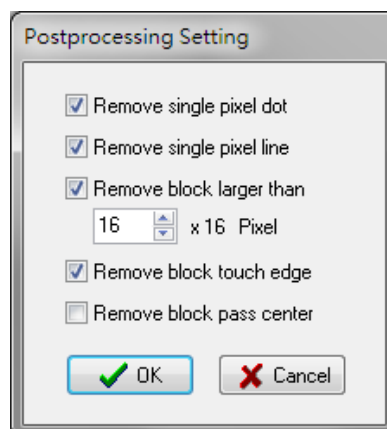 Postprocessing Setting
Remove single pixel dot
Remove single pixel line
Remove block larger than
16 x 16 Pixel
Remove block touch edge
Remove block pass center
OK Cancel